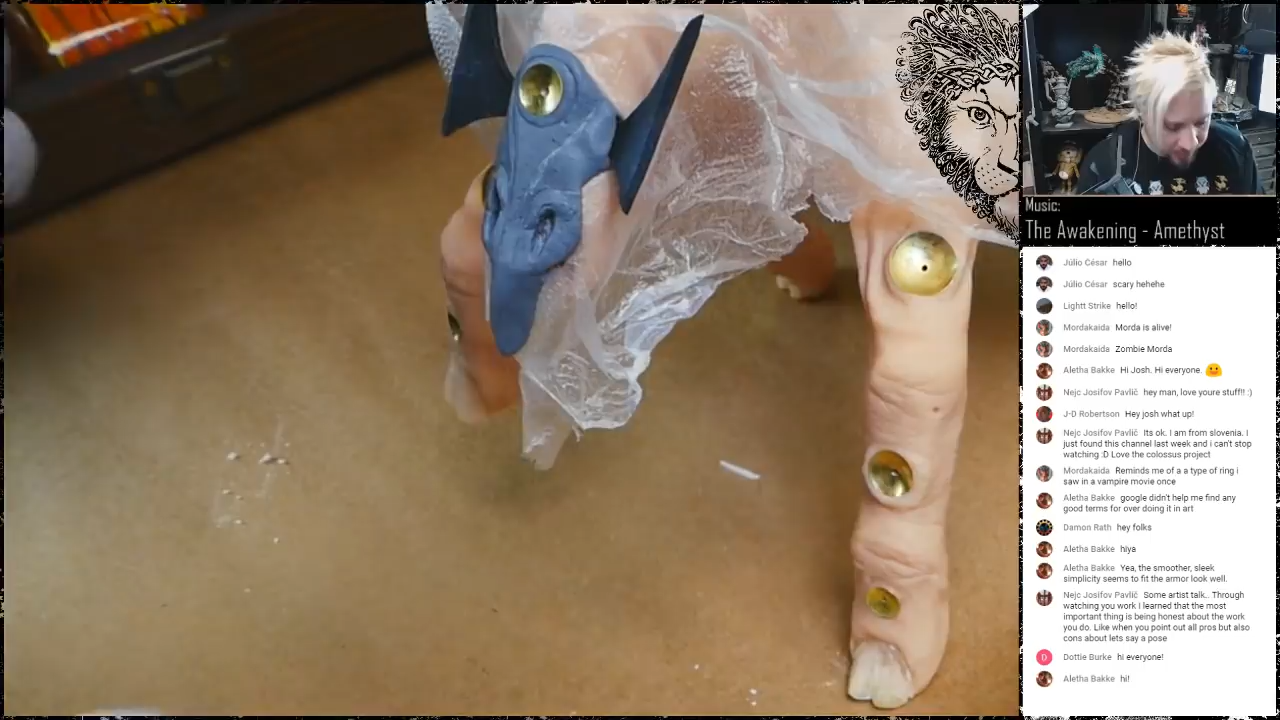 Music:
The Awakening - Amethyst
Júlio César hello
Júlio César scary hehehe
Lightt Strike hello!
Mordakaida Morda is alive!
Mordakaida Zombie Morda
Aletha Bakke Hi Josh. Hi everyone.
Nejc Josifov Pavlič hey man, love youre stuff!! :)
J-D Robertson Hey josh what up!
Nejc Josifov Pavlič Its ok. I am from slovenia. I
just found this channel last week and i can't stop
watching :D Love the colossus project
Mordakaida Reminds me of a a type of ring i
saw in a vampire movie once
Aletha Bakke google didn't help me find any
good terms for over doing it in art
Damon Rath hey folks
Aletha Bakke hiya
Aletha Bakke Yea, the smoother, sleek
simplicity seems to fit the armor look well.
Nejc Josifov Pavlič Some artist talk.. Through
watching you work I learned that the most
important thing is being honest about the work
you do. Like when you point out all pros but also
cons about lets say a pose
D
Dottie Burke hi everyone!
Aletha Bakke hi!